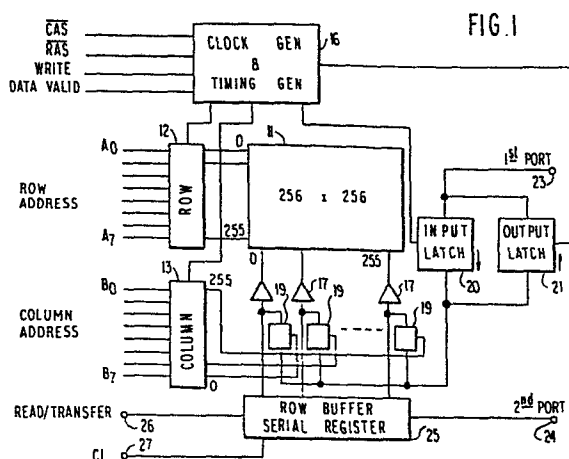 FIG.1
CAS
RAS
WRITE
DATA VALID
CLOCK GEN
&
TIMING GEN
16
12
11
A0
ROW
ADDRESS
A7
ROW
0
255
256 x 256
1st PORT
23
INPUT
LATCH
20
OUTPUT
LATCH
21
13
255
0
17
17
255
19
19
19
B0
COLUMN
ADDRESS
B7
COLUMN
0
READ/TRANSFER
26
27
CL
ROW BUFFER
SERIAL REGISTER
25
2nd PORT
24